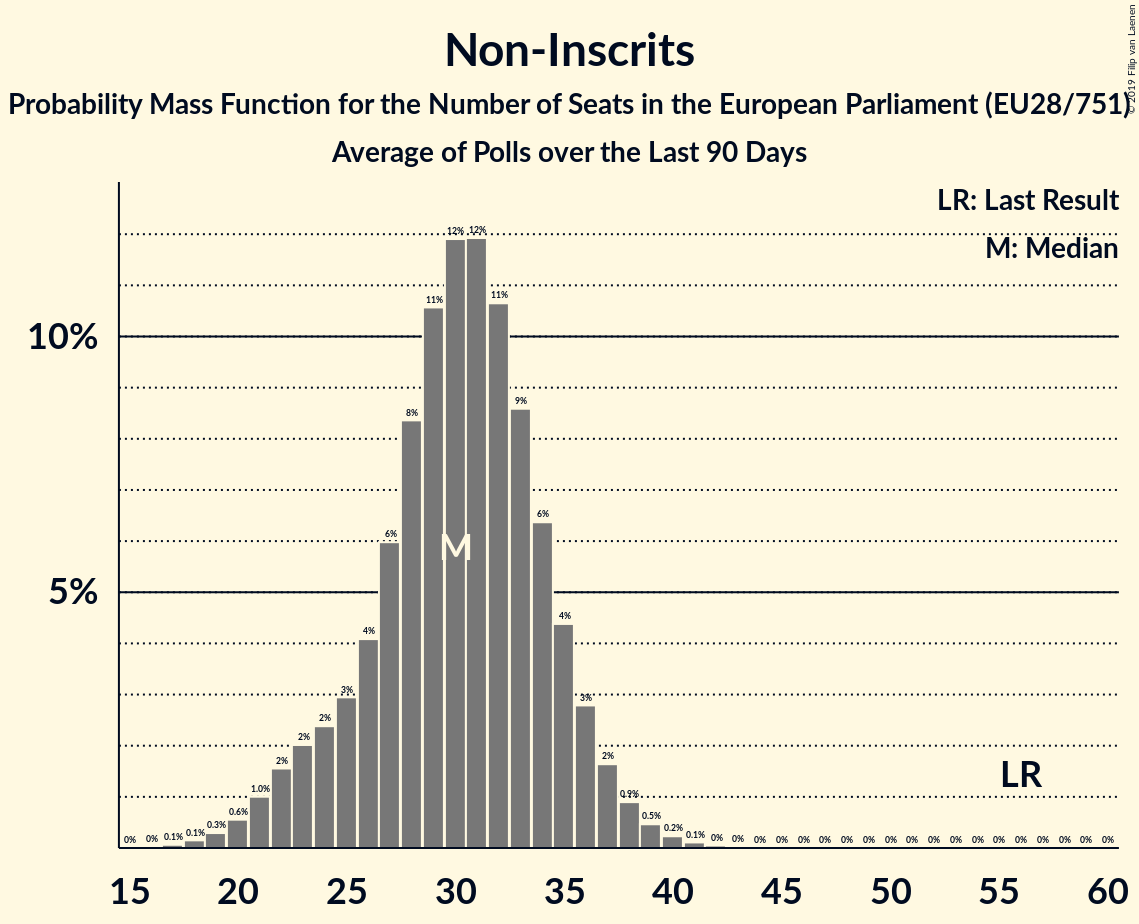 Non-Inscrits
Probability Mass Function for the Number of Seats in the European Parliament (EU28/751)
Average of Polls over the Last 90 Days
© 2019 Filip van Laenen
LR: Last Result
M: Median
10%
5%
0% 0% 0.1% 0.1% 0.3% 0.6% 1.0% 2% 2% 2% 3% 4% 6% 8% 11% 12% 12% 11% 9% 6% 4% 3% 2% 0.9% 0.5% 0.2% 0.1% 0% 0% 0% 0% 0% 0% 0% 0% 0% 0% 0% 0% 0% 0% 0% 0% 0% 0% 0%
M
LR
15 20 25 30 35 40 45 50 55 60